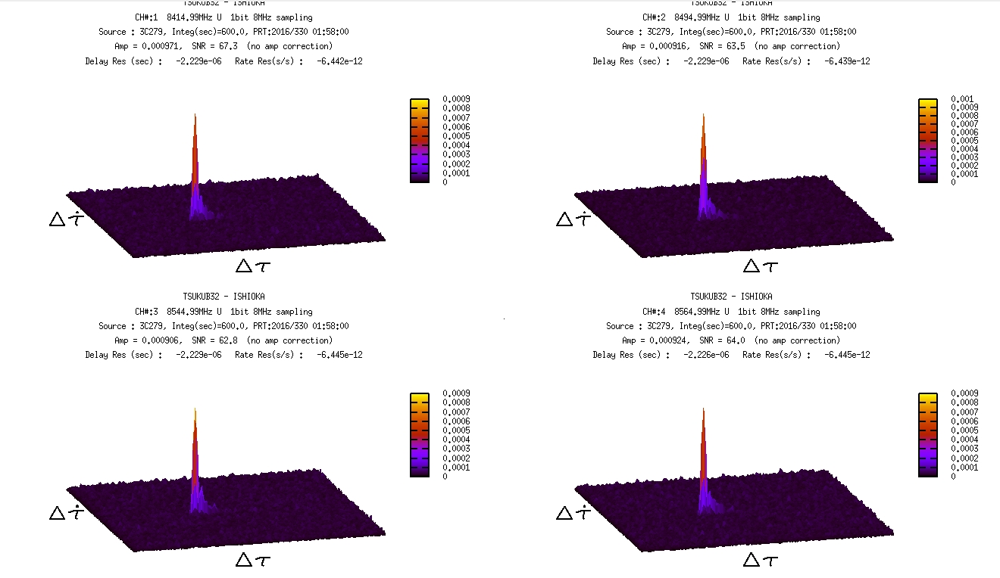 TSUKUB32 - ISHIOKA
CH#:1 8414.99MHz U 1bit 8MHz sampling
Source : 3C279, Integ(sec)=600.0, PRT:2016/330 01:58:00
Amp = 0.000971, SNR = 67.3 (no amp correction)
Delay Res (sec) : -2.229e-06 Rate Res(s/s) : -6.442e-12
0.0009
0.0008
0.0007
0.0006
0.0005
0.0004
0.0003
0.0002
0.0001
0
Δ τ̇
Δ τ
TSUKUB32 - ISHIOKA
CH#:2 8494.99MHz U 1bit 8MHz sampling
Source : 3C279, Integ(sec)=600.0, PRT:2016/330 01:58:00
Amp = 0.000916, SNR = 63.5 (no amp correction)
Delay Res (sec) : -2.229e-06 Rate Res(s/s) : -6.439e-12
0.001
0.0009
0.0008
0.0007
0.0006
0.0005
0.0004
0.0003
0.0002
0.0001
0
Δ τ̇
Δ τ
TSUKUB32 - ISHIOKA
CH#:3 8544.99MHz U 1bit 8MHz sampling
Source : 3C279, Integ(sec)=600.0, PRT:2016/330 01:58:00
Amp = 0.000906, SNR = 62.8 (no amp correction)
Delay Res (sec) : -2.229e-06 Rate Res(s/s) : -6.445e-12
0.0009
0.0008
0.0007
0.0006
0.0005
0.0004
0.0003
0.0002
0.0001
0
Δ τ̇
Δ τ
TSUKUB32 - ISHIOKA
CH#:4 8564.99MHz U 1bit 8MHz sampling
Source : 3C279, Integ(sec)=600.0, PRT:2016/330 01:58:00
Amp = 0.000924, SNR = 64.0 (no amp correction)
Delay Res (sec) : -2.226e-06 Rate Res(s/s) : -6.445e-12
0.0009
0.0008
0.0007
0.0006
0.0005
0.0004
0.0003
0.0002
0.0001
0
Δ τ̇
Δ τ